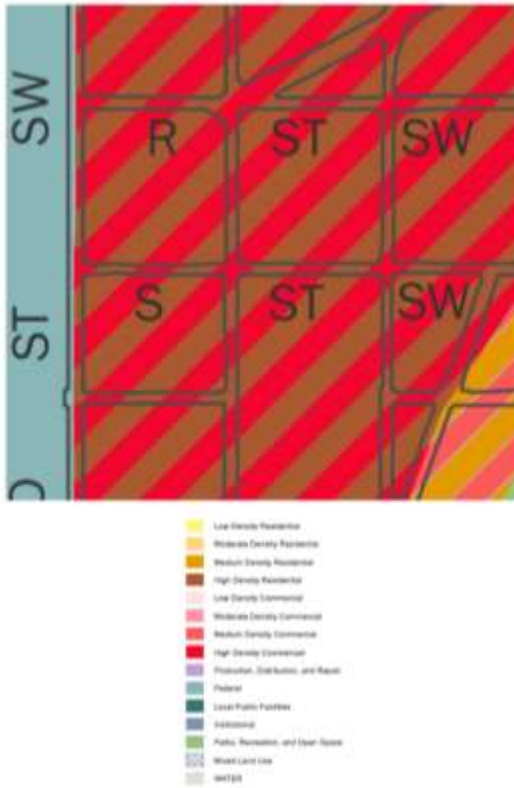 SW
R ST SW
S ST SW
ST
Low Density Residential
Moderate Density Residential
Medium Density Residential
High Density Residential
Low Density Commercial
Moderate Density Commercial
Medium Density Commercial
High Density Commercial
Production, Distribution, and Repair
Federal
Local Public Facilities
Institutional
Parks, Recreation, and Open Space
Mixed Land Use
WATER